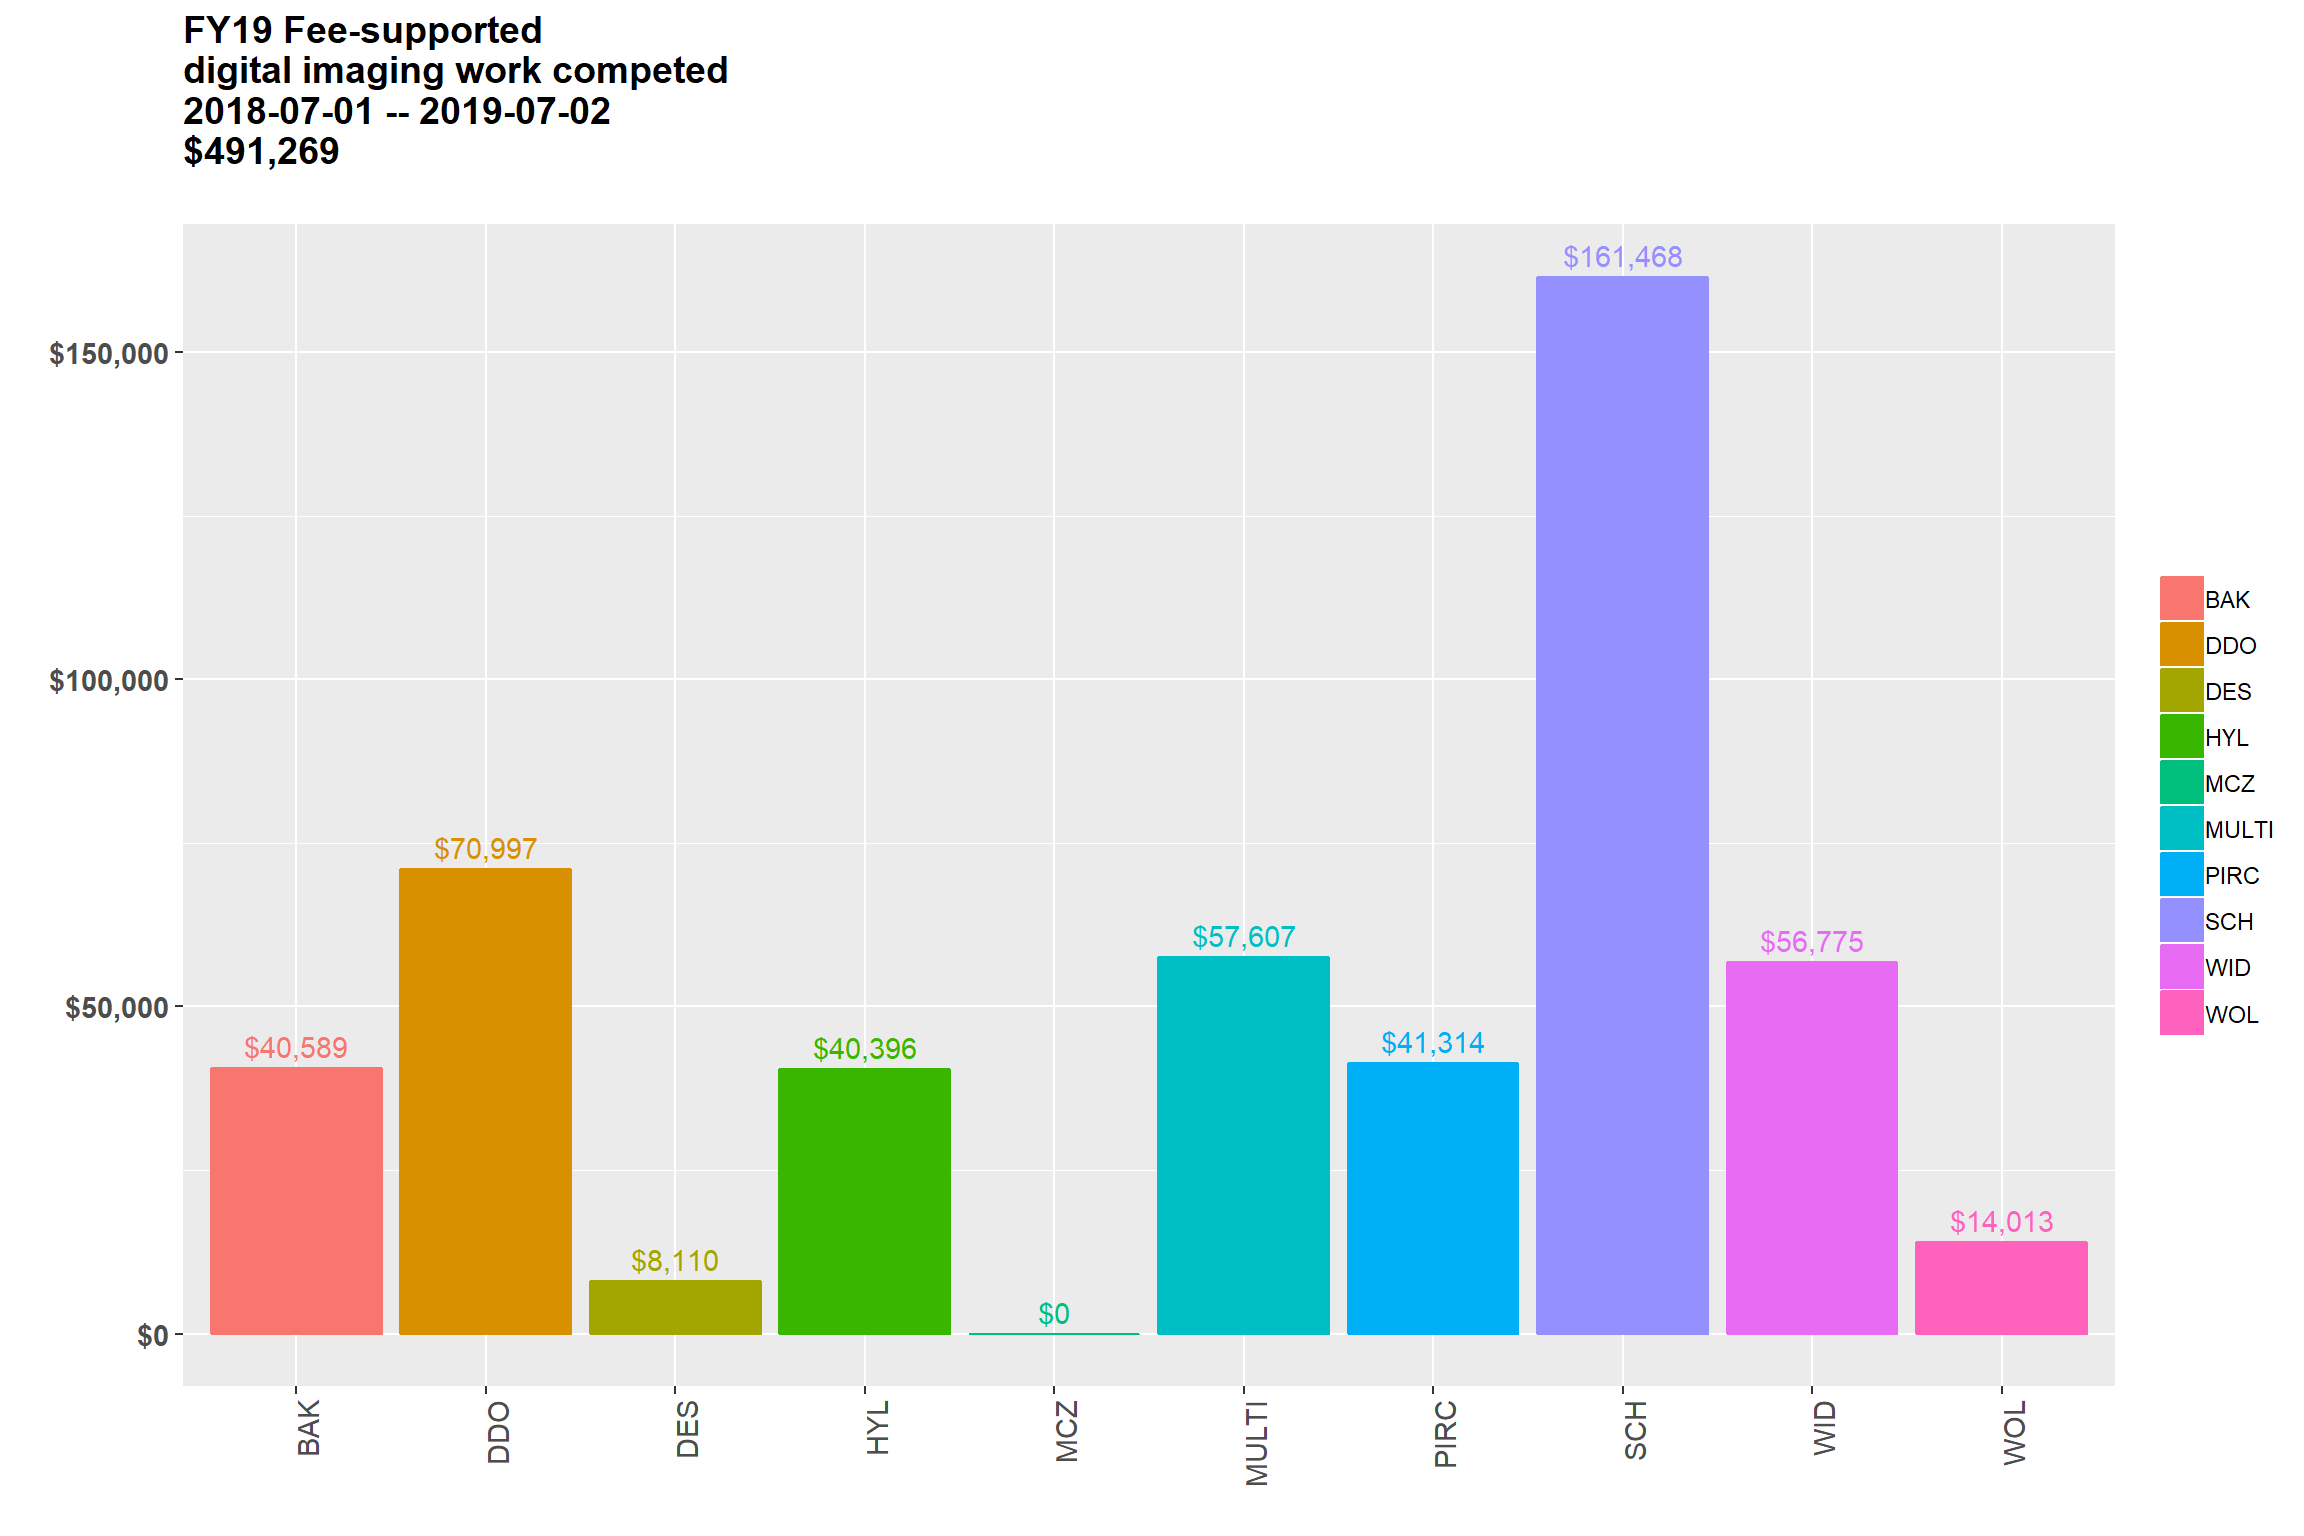 FY19 Fee-supported
digital imaging work competed
2018-07-01 -- 2019-07-02
$491,269
$150,000
$100,000
$50,000
$0
$40,589
$70,997
$8,110
$40,396
$0
$57,607
$41,314
$161,468
$56,775
$14,013
BAK
DDO
DES
HYL
MCZ
MULTI
PIRC
SCH
WID
WOL
BAK
DDO
DES
HYL
MCZ
MULTI
PIRC
SCH
WID
WOL